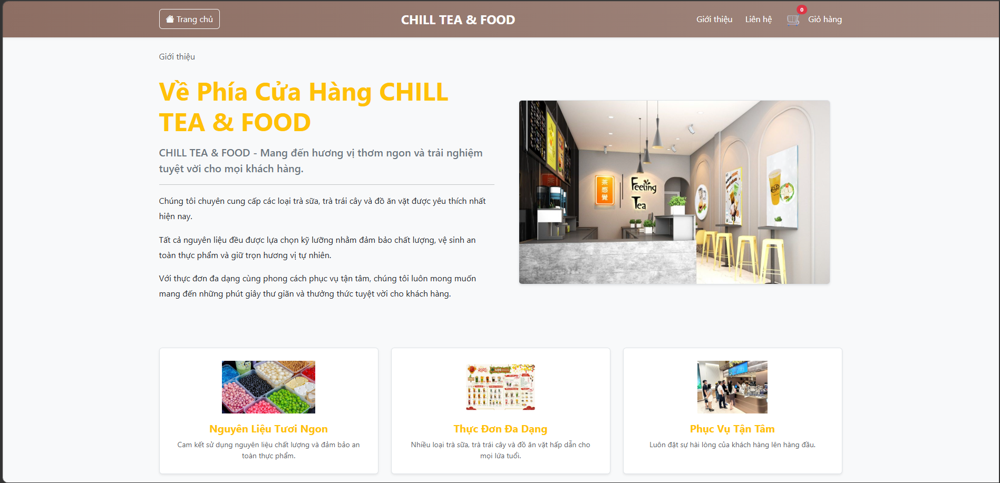 Trang chủ
CHILL TEA & FOOD
Giới thiệu
Liên hệ
0
Giỏ hàng
Giới thiệu
Về Phía Cửa Hàng CHILL
TEA & FOOD
CHILL TEA & FOOD - Mang đến hương vị thơm ngon và trải nghiệm
tuyệt vời cho mọi khách hàng.
Chúng tôi chuyên cung cấp các loại trà sữa, trà trái cây và đồ ăn vặt được yêu thích nhất
hiện nay.
Tất cả nguyên liệu đều được lựa chọn kỹ lưỡng nhằm đảm bảo chất lượng, vệ sinh an
toàn thực phẩm và giữ trọn hương vị tự nhiên.
Với thực đơn đa dạng cùng phong cách phục vụ tận tâm, chúng tôi luôn mong muốn
mang đến những phút giây thư giãn và thưởng thức tuyệt vời cho khách hàng.
茶
感
覺
Feeling
Tea
2025
Nguyên Liệu Tươi Ngon
Cam kết sử dụng nguyên liệu chất lượng và đảm bảo an
toàn thực phẩm.
Thực Đơn Đa Dạng
Nhiều loại trà sữa, trà trái cây và đồ ăn vặt hấp dẫn cho
mọi lứa tuổi.
Phục Vụ Tận Tâm
Luôn đặt sự hài lòng của khách hàng lên hàng đầu.